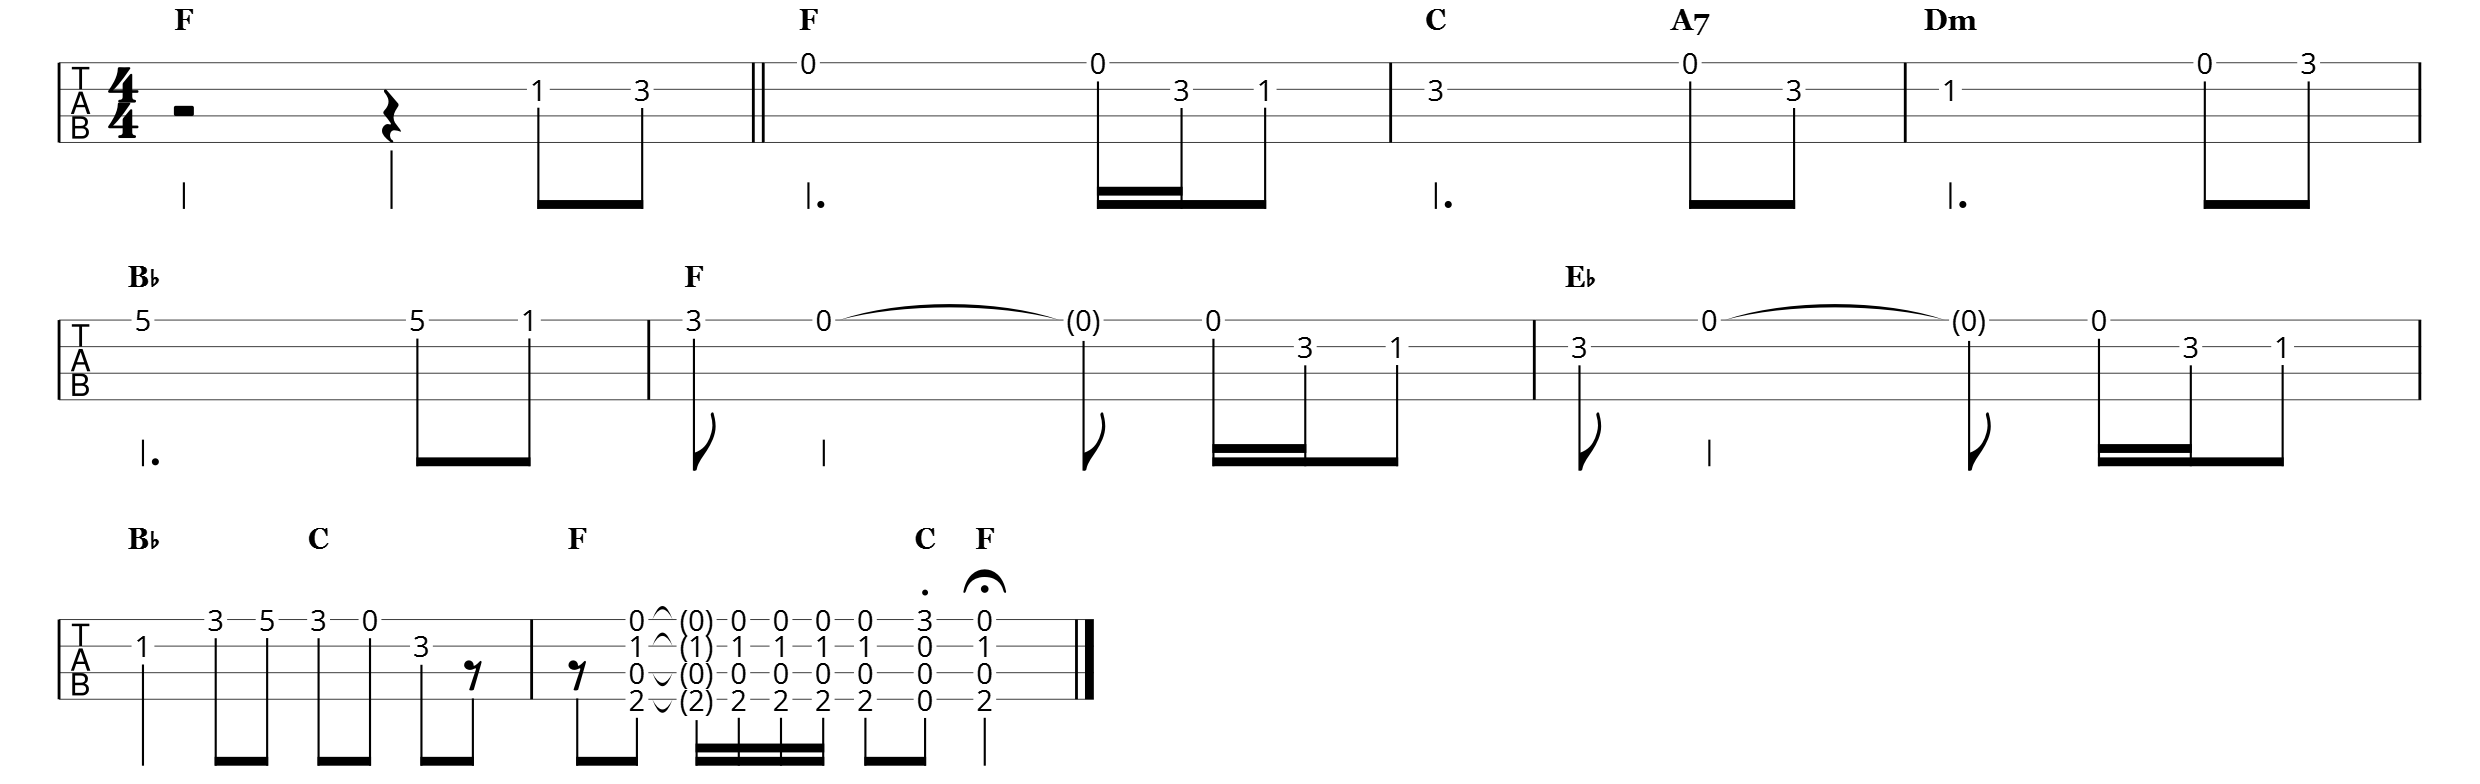 F F C A7 Dm
T A B 4 4 1 3 0 0 3 1 3 0 3 1 0 3
B♭ F E♭
T A B 5 5 1 3 0 (0) 0 3 1 3 0 (0) 0 3 1
B♭ C F C F
3 5 3 0 0 (0) 0 0 0 0 3 0
T A B 1 3 1 (1) 1 1 1 1 0 1
0 (0) 0 0 0 0 0 0
2 (2) 2 2 2 2 0 2